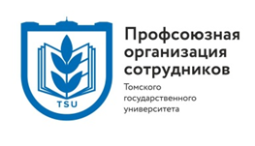 TSU
Профсоюзная
организация
сотрудников
Томского
государственного
университета